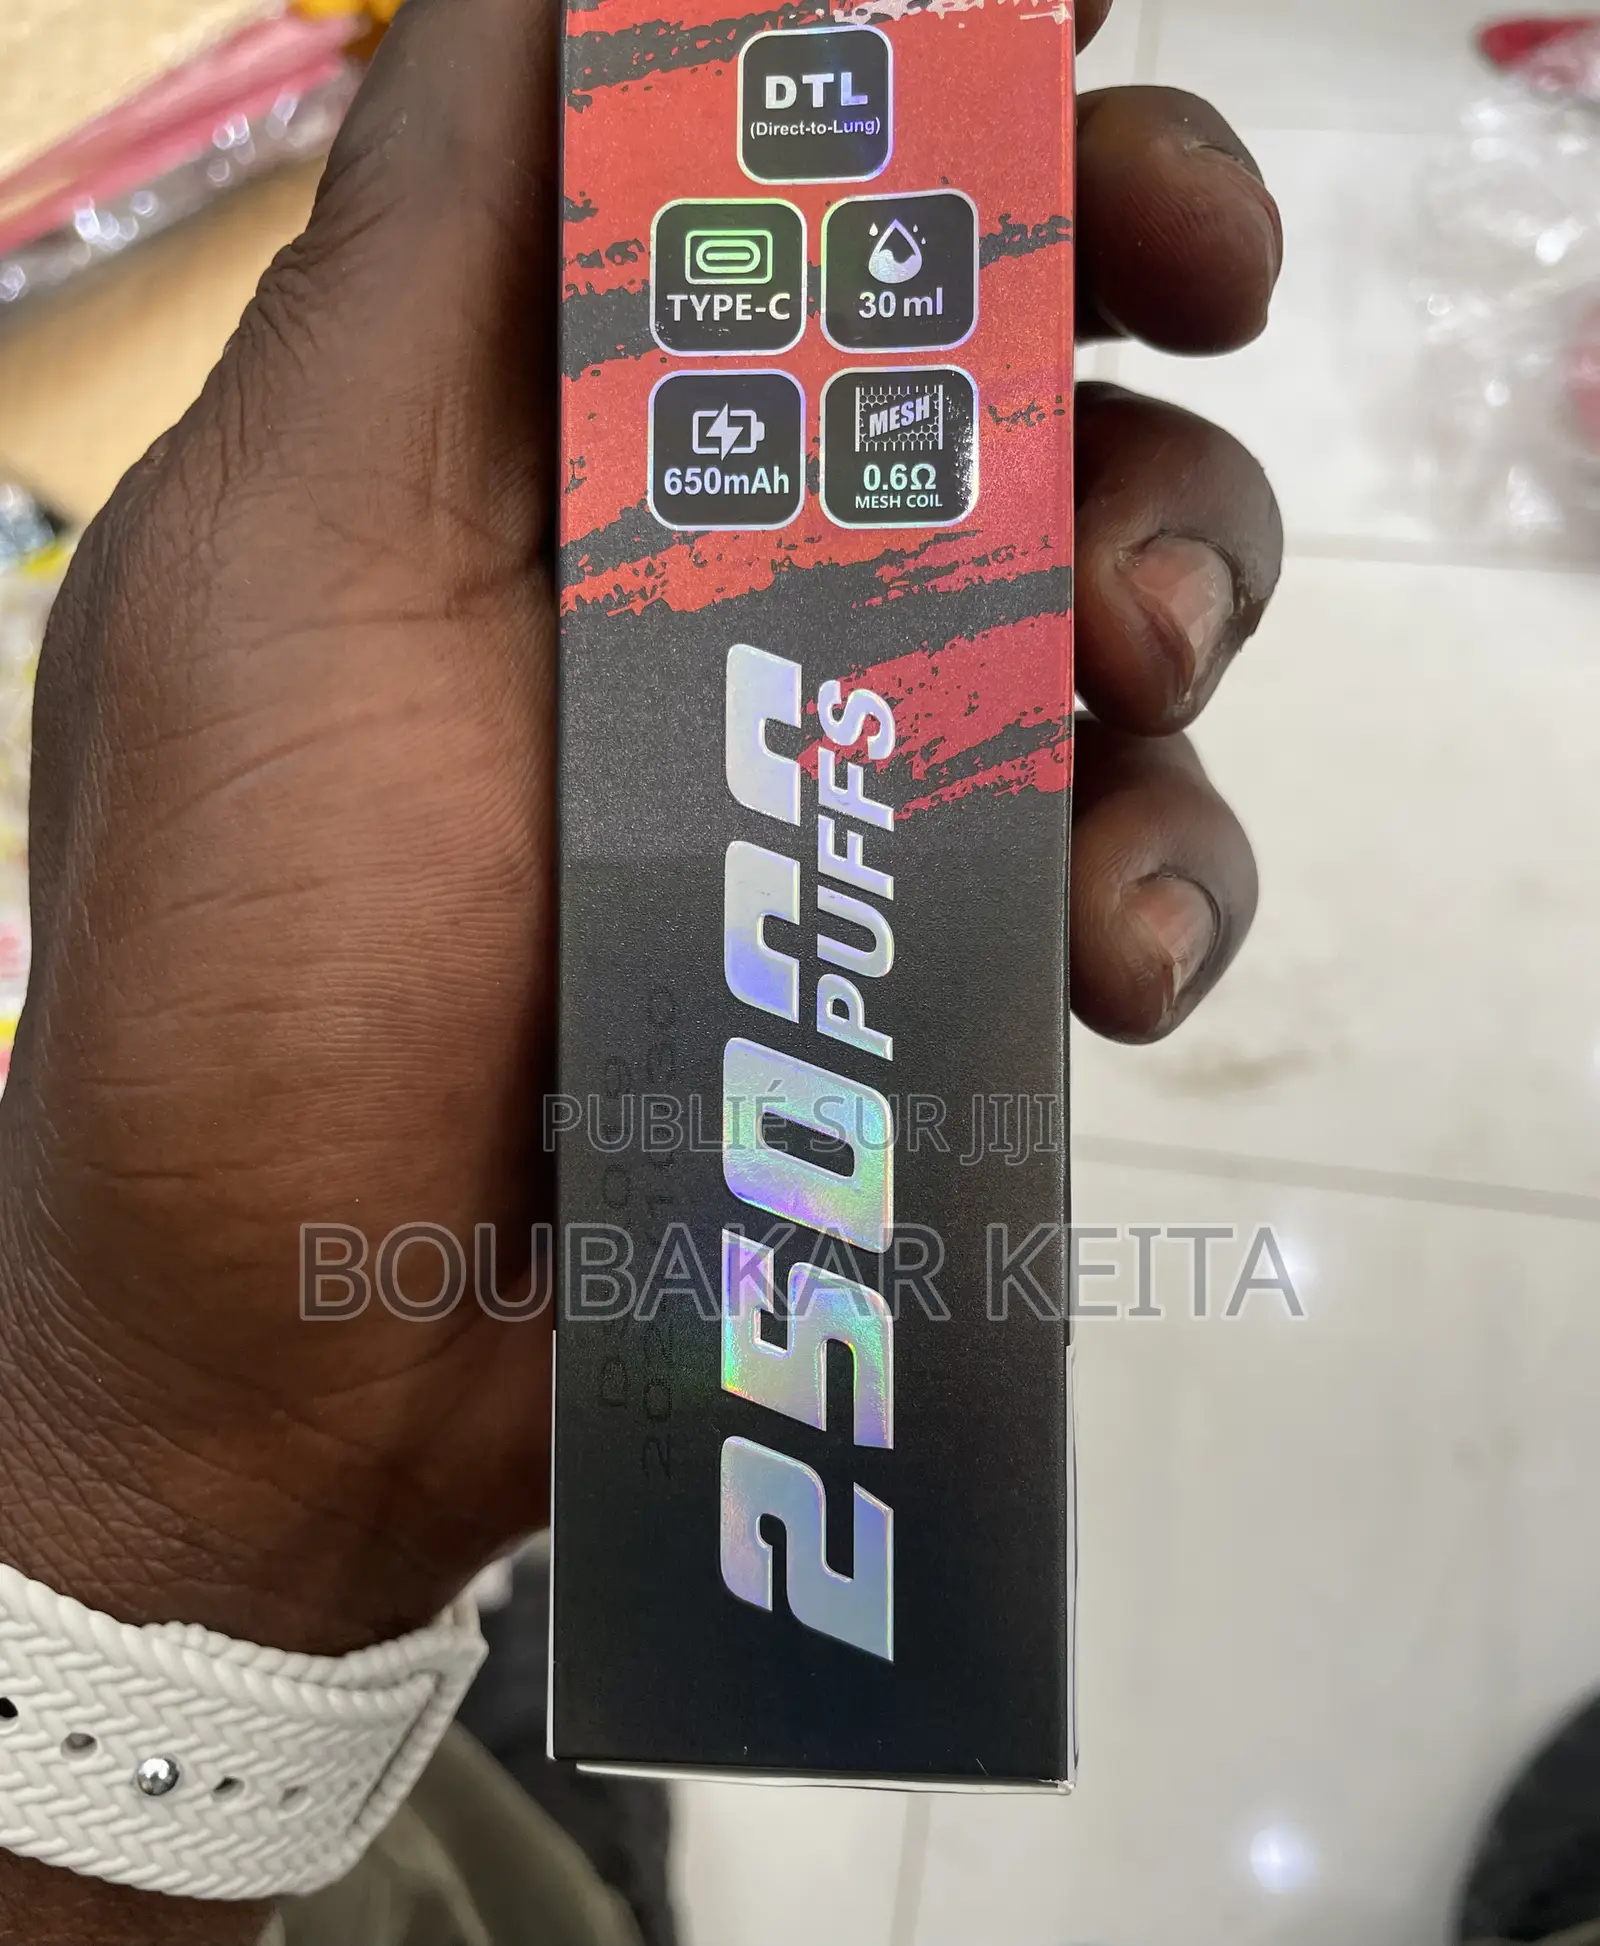 DTL
(Direct-to-Lung)
TYPE-C
30 ml
650mAh
MESH
0.6Ω
MESH COIL
PUFFS
PUBLIÉ SUR JIJI
BOUBAKAR KEITA